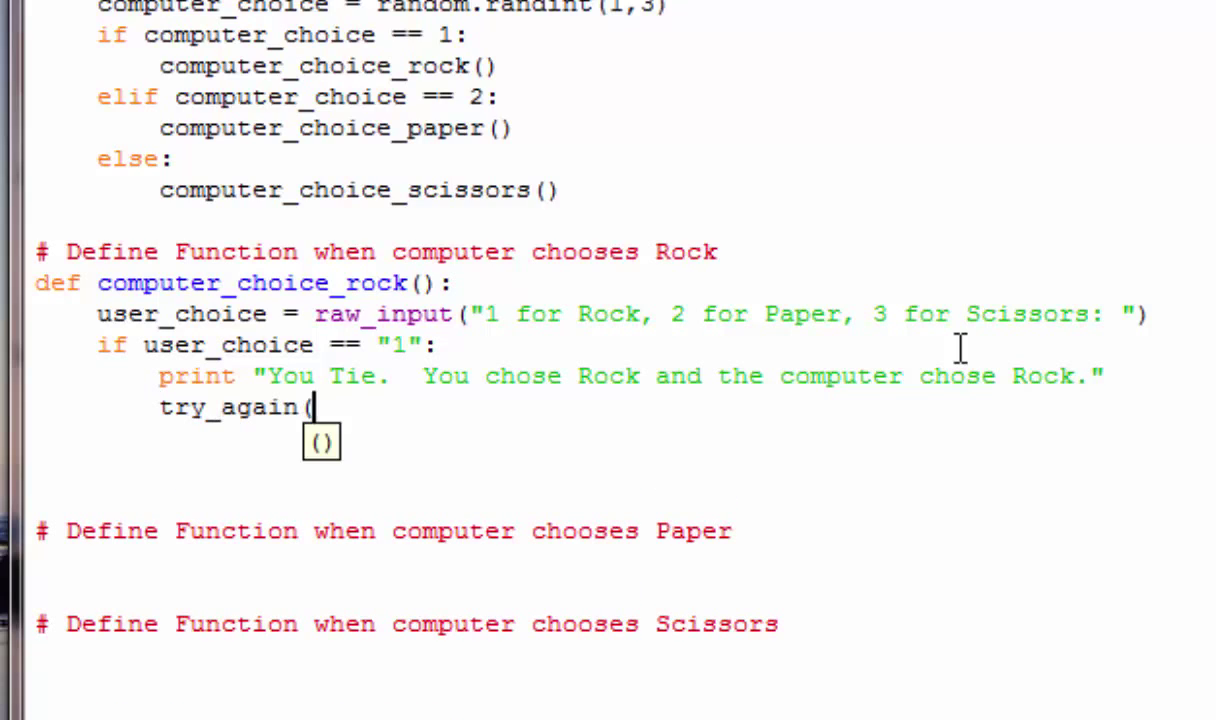 computer_choice = random.randint(1,3)
if computer_choice == 1:
computer_choice_rock()
elif computer_choice == 2:
computer_choice_paper()
else:
computer_choice_scissors()
# Define Function when computer chooses Rock
def computer_choice_rock():
user_choice = raw_input("1 for Rock, 2 for Paper, 3 for Scissors: ")
if user_choice == "1":
print "You Tie.  You chose Rock and the computer chose Rock."
try_again(
()
# Define Function when computer chooses Paper
# Define Function when computer chooses Scissors